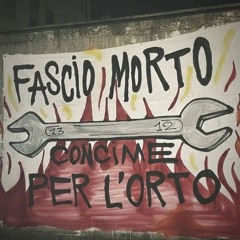 FASCIO MORTO
13 12
CONCIME
PER L'ORTO